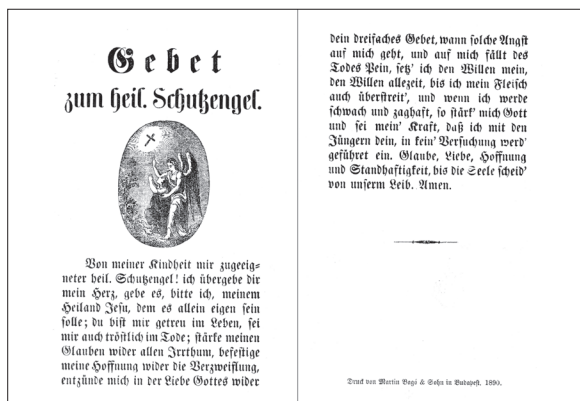 Gebet
zum heil. Schutzengel.
Von meiner Kindheit mir zugeeig=
neter heil. Schutzengel! ich übergebe dir
mein Herz, gebe es, bitte ich, meinem
Heiland Jesu, dem es allein eigen sein
solle; du bist mir getreu im Leben, sei
mir auch tröstlich im Tode; stärke meinen
Glauben wider allen Irrthum, befestige
meine Hoffnung wider die Verzweiflung,
entzünde mich in der Liebe Gottes wider
dein dreifaches Gebet, wann solche Angst
auf mich geht, und auf mich fällt des
Todes Pein, setz' ich den Willen mein,
den Willen allezeit, bis ich mein Fleisch
auch überstreit', und wenn ich werde
schwach und zaghaft, so stärk' mich Gott
und sei mein' Kraft, daß ich mit den
Jüngern dein, in kein' Versuchung werd'
geführet ein. Glaube, Liebe, Hoffnung
und Standhaftigkeit, bis die Seele scheid'
von unserm Leib. Amen.
Druck von Martin Bagó & Sohn in Budapest. 1890.